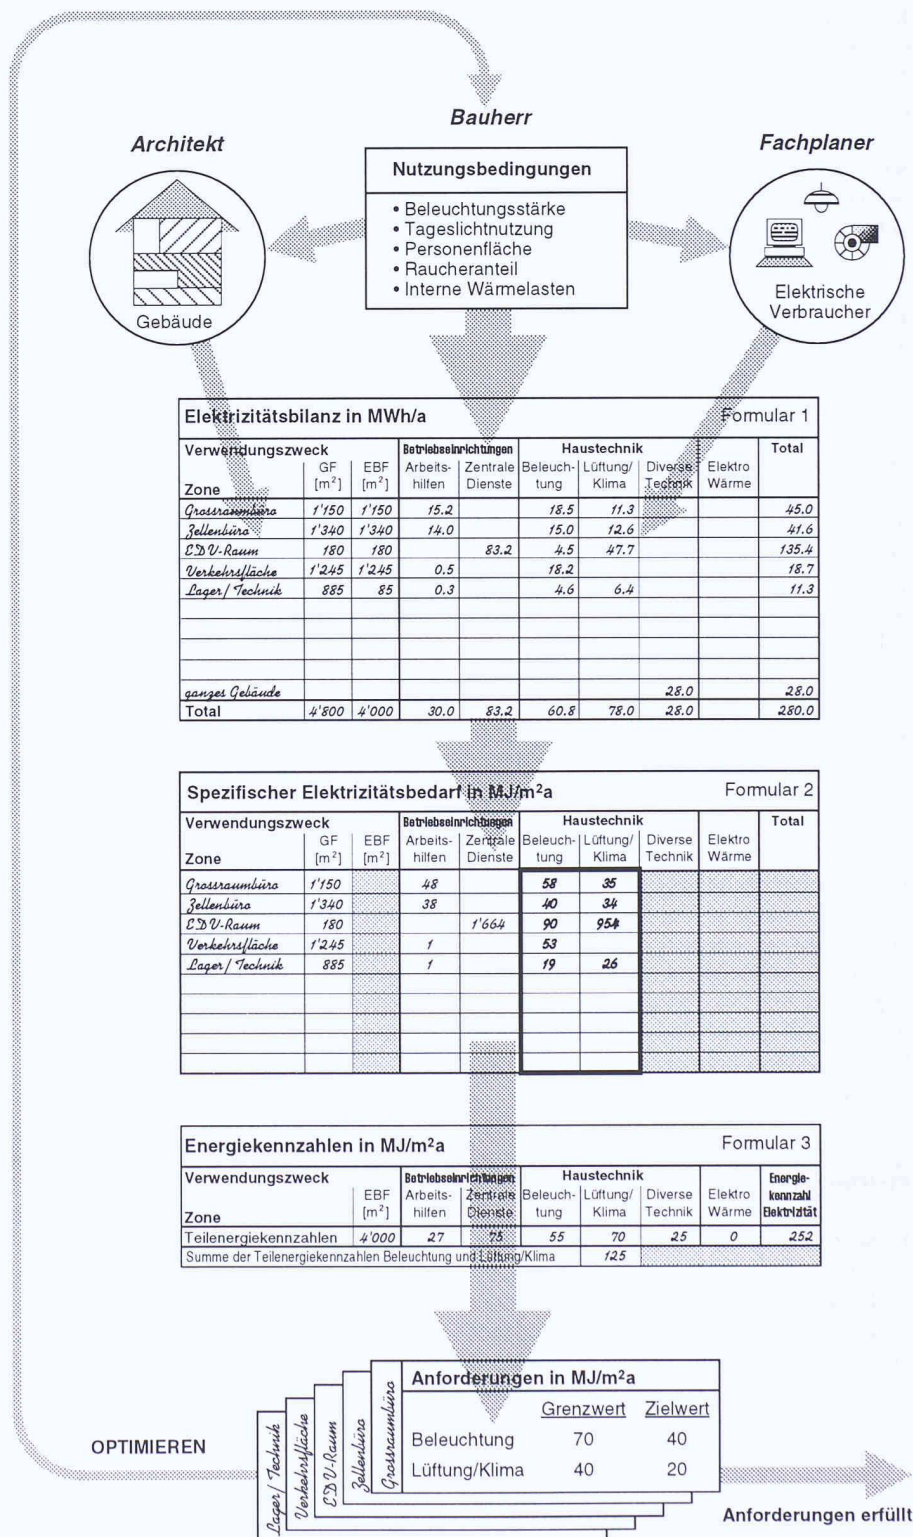 Bauherr
Architekt
Fachplaner
Nutzungsbedingungen
• Beleuchtungsstärke
• Tageslichtnutzung
• Personenfläche
• Raucheranteil
• Interne Wärmelasten
Gebäude
Elektrische
Verbraucher
Elektrizitätsbilanz in MWh/a Formular 1
Verwendungszweck Betriebseinrichtungen Haustechnik Total
GF EBF Arbeits- Zentrale Beleuch- Lüftung/ Diverse Elektro
Zone [m²] [m²] hilfen Dienste tung Klima Technik Wärme
Grossraumbüro 1'150 1'150 15.2 18.5 11.3 45.0
Zellenbüro 1'340 1'340 14.0 15.0 12.6 41.6
EDV-Raum 180 180 83.2 4.5 47.7 135.4
Verkehrsfläche 1'245 1'245 0.5 18.2 18.7
Lager/Technik 885 85 0.3 4.6 6.4 11.3
ganzes Gebäude 28.0 28.0
Total 4'800 4'000 30.0 83.2 60.8 78.0 28.0 280.0
Spezifischer Elektrizitätsbedarf in MJ/m²a Formular 2
Verwendungszweck Betriebseinrichtungen Haustechnik Total
GF EBF Arbeits- Zentrale Beleuch- Lüftung/ Diverse Elektro
Zone [m²] [m²] hilfen Dienste tung Klima Technik Wärme
Grossraumbüro 1'150 48 58 35
Zellenbüro 1'340 38 40 34
EDV-Raum 180 1'664 90 954
Verkehrsfläche 1'245 1 53
Lager/Technik 885 1 19 26
Energiekennzahlen in MJ/m²a Formular 3
Verwendungszweck Betriebseinrichtungen Haustechnik Energie-
EBF Arbeits- Zentrale Beleuch- Lüftung/ Diverse Elektro kennzahl
Zone [m²] hilfen Dienste tung Klima Technik Wärme Elektrizität
Teilenergiekennzahlen 4'000 27 75 55 70 25 0 252
Summe der Teilenergiekennzahlen Beleuchtung und Lüftung/Klima 125
Anforderungen in MJ/m²a
Grenzwert Zielwert
Beleuchtung 70 40
Lüftung/Klima 40 20
Lager/Technik
Verkehrsfläche
EDV-Raum
Zellenbüro
Grossraumbüro
OPTIMIEREN
Anforderungen erfüllt